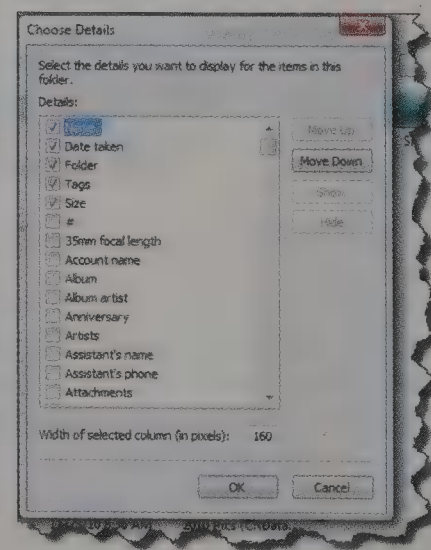 Choose Details
Select the details you want to display for the items in this
folder.
Details:
Date taken
Folder
Tags
Size
#
35mm focal length
Account name
Album
Album artist
Anniversary
Artists
Assistant's name
Assistant's phone
Attachments
Move Up
Move Down
Show
Hide
Width of selected column (in pixels): 160
OK
Cancel